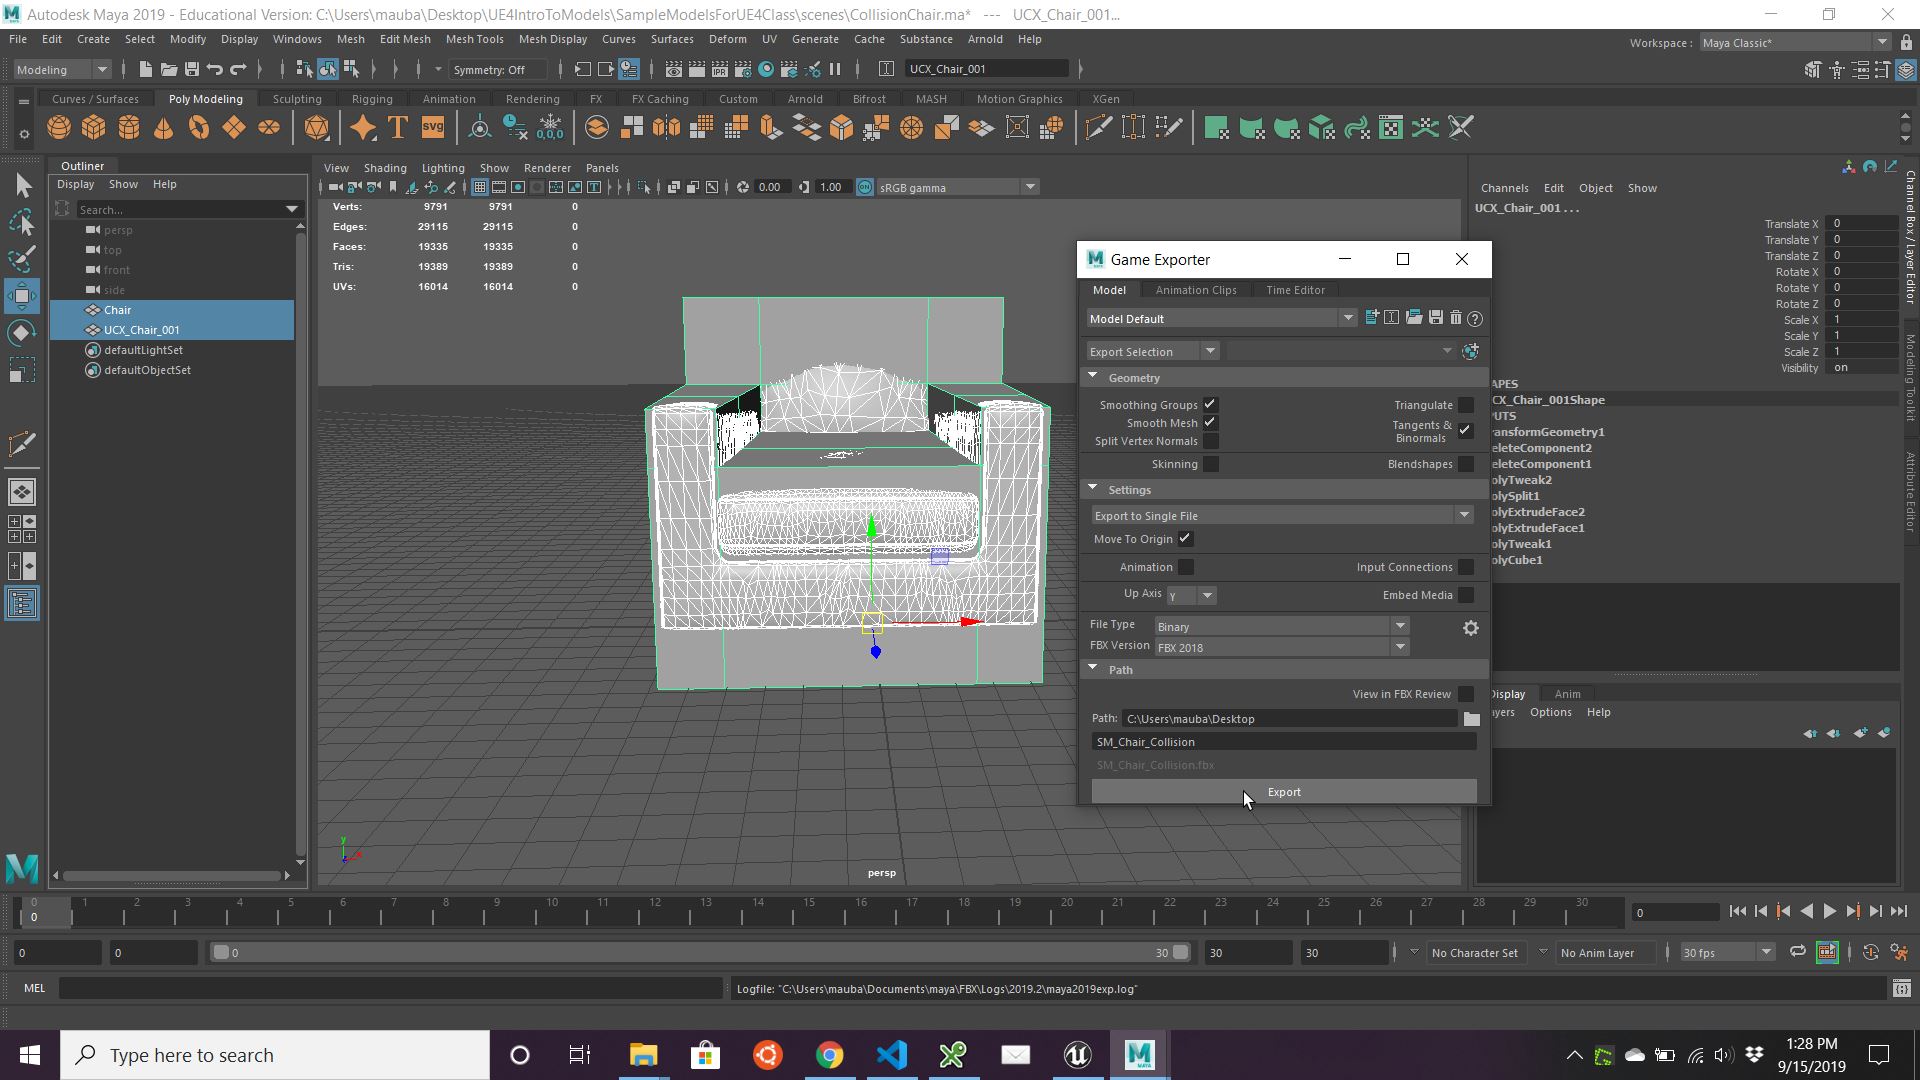 Autodesk Maya 2019 - Educational Version: C:\Users\mauba\Desktop\UE4IntroToModels\SampleModelsForUE4Class\scenes\CollisionChair.ma* --- UCX_Chair_001...
File Edit Create Select Modify Display Windows Mesh Edit Mesh Mesh Tools Mesh Display Curves Surfaces Deform UV Generate Cache Substance Arnold Help
Workspace : Maya Classic*
Modeling
Symmetry: Off
IPR
UCX_Chair_001
Curves / Surfaces Poly Modeling Sculpting Rigging Animation Rendering FX FX Caching Custom Arnold Bifrost MASH Motion Graphics XGen
T SVG 0,0,0
Outliner
Display Show Help
Search...
persp
top
front
side
Chair
UCX_Chair_001
defaultLightSet
defaultObjectSet
View Shading Lighting Show Renderer Panels
0.00 1.00 ON sRGB gamma
Verts: 9791 9791 0
Edges: 29115 29115 0
Faces: 19335 19335 0
Tris: 19389 19389 0
UVs: 16014 16014 0
y
x
persp
Game Exporter
Model Animation Clips Time Editor
Model Default
Export Selection
Geometry
Smoothing Groups Triangulate
Smooth Mesh Tangents &
Binormals
Split Vertex Normals
Skinning Blendshapes
Settings
Export to Single File
Move To Origin
Animation Input Connections
Up Axis Y Embed Media
File Type Binary
FBX Version FBX 2018
Path
View in FBX Review
Path: C:\Users\mauba\Desktop
SM_Chair_Collision
SM_Chair_Collision.fbx
Export
Channels Edit Object Show
UCX_Chair_001 . . .
Translate X 0
Translate Y 0
Translate Z 0
Rotate X 0
Rotate Y 0
Rotate Z 0
Scale X 1
Scale Y 1
Scale Z 1
Visibility on
APES
CX_Chair_001Shape
PUTS
ransformGeometry1
eleteComponent2
eleteComponent1
olyTweak2
olySplit1
olyExtrudeFace2
olyExtrudeFace1
olyTweak1
olyCube1
Display Anim
ayers Options Help
Channel Box / Layer Editor
Modeling Toolkit
Attribute Editor
0 1 2 3 4 5 6 7 8 9 10 11 12 13 14 15 16 17 18 19 20 21 22 23 24 25 26 27 28 29 30
0
0
0 0 0 30 30 30 No Character Set No Anim Layer 30 fps
MEL
Logfile: "C:\Users\mauba\Documents\maya\FBX\Logs\2019.2\maya2019exp.log"
Type here to search
1:28 PM
9/15/2019